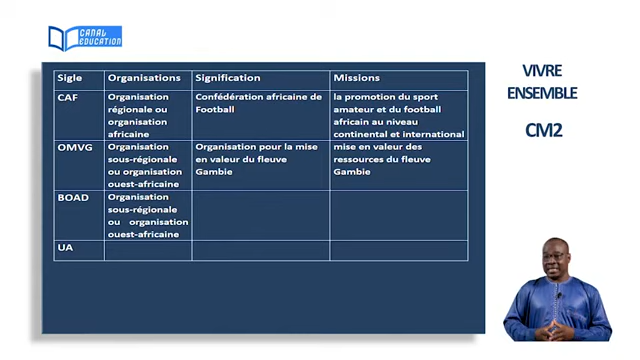 CANAL
EDUCATION
VIVRE
ENSEMBLE
CM2
Sigle Organisations Signification Missions
CAF Organisation Confédération africaine de la promotion du sport
régionale ou Football amateur et du football
organisation africain au niveau
africaine continental et international
OMVG Organisation Organisation pour la mise mise en valeur des
sous-régionale en valeur du fleuve ressources du fleuve
ou organisation Gambie Gambie
ouest-africaine
BOAD Organisation
sous-régionale
ou organisation
ouest-africaine
UA